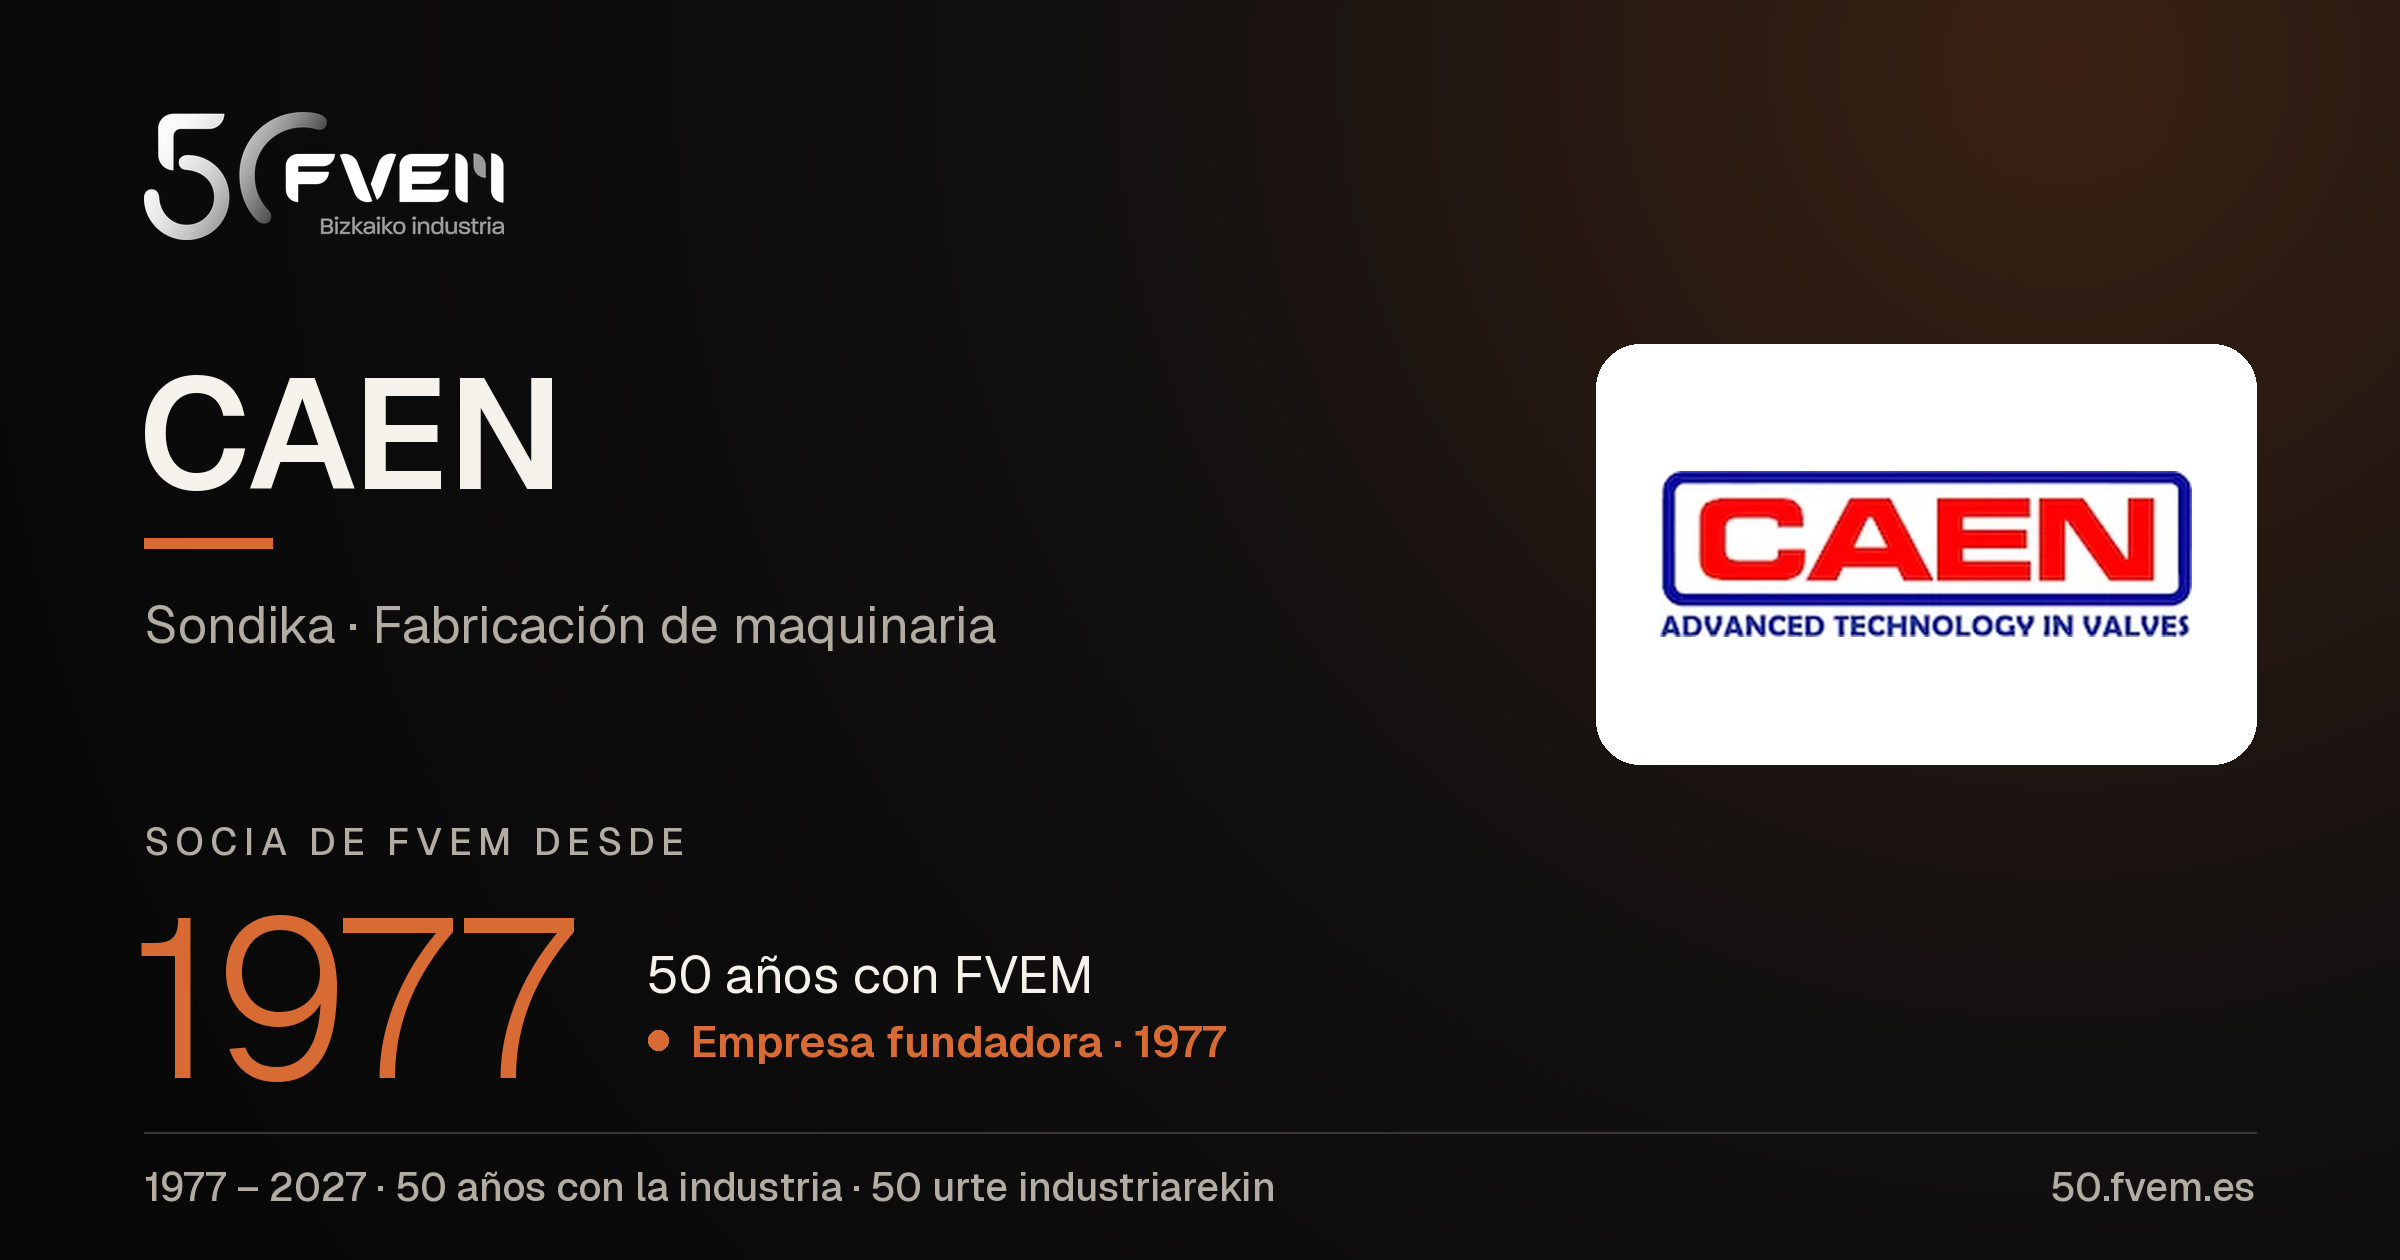 50 FVEM
Bizkaiko industria
CAEN
Sondika · Fabricación de maquinaria
CAEN
ADVANCED TECHNOLOGY IN VALVES
SOCIA DE FVEM DESDE
1977
50 años con FVEM
Empresa fundadora · 1977
1977 – 2027 · 50 años con la industria · 50 urte industriarekin
50.fvem.es